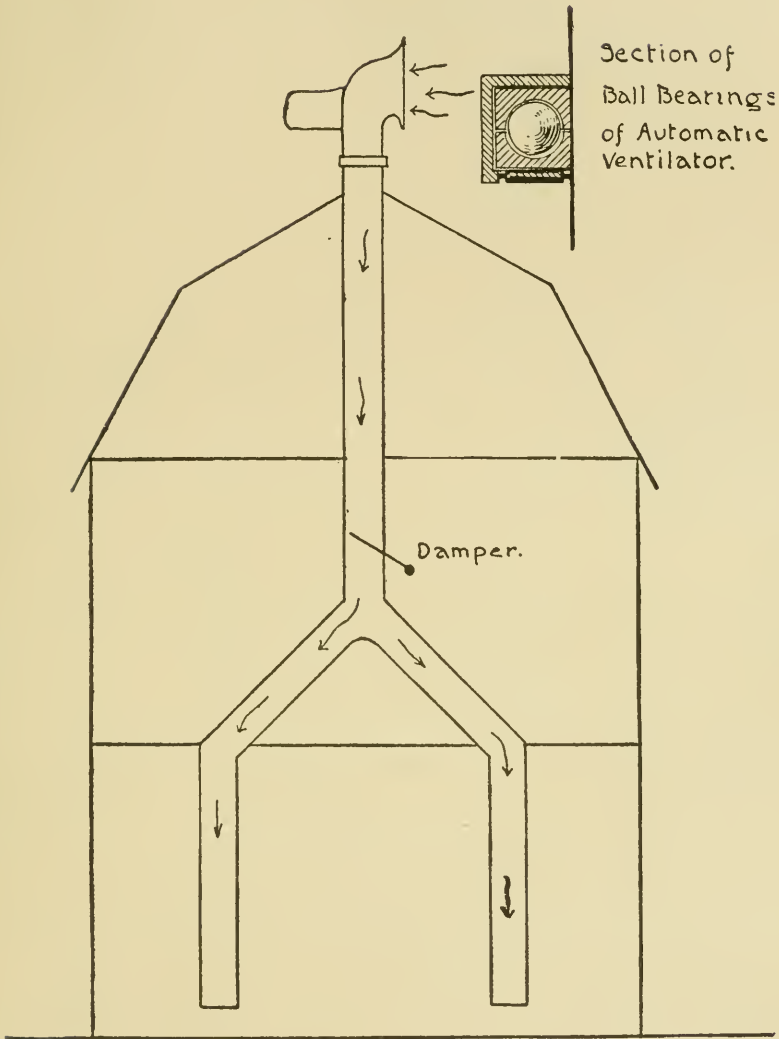 Section of
Ball Bearings
of Automatic
Ventilator.
Damper.